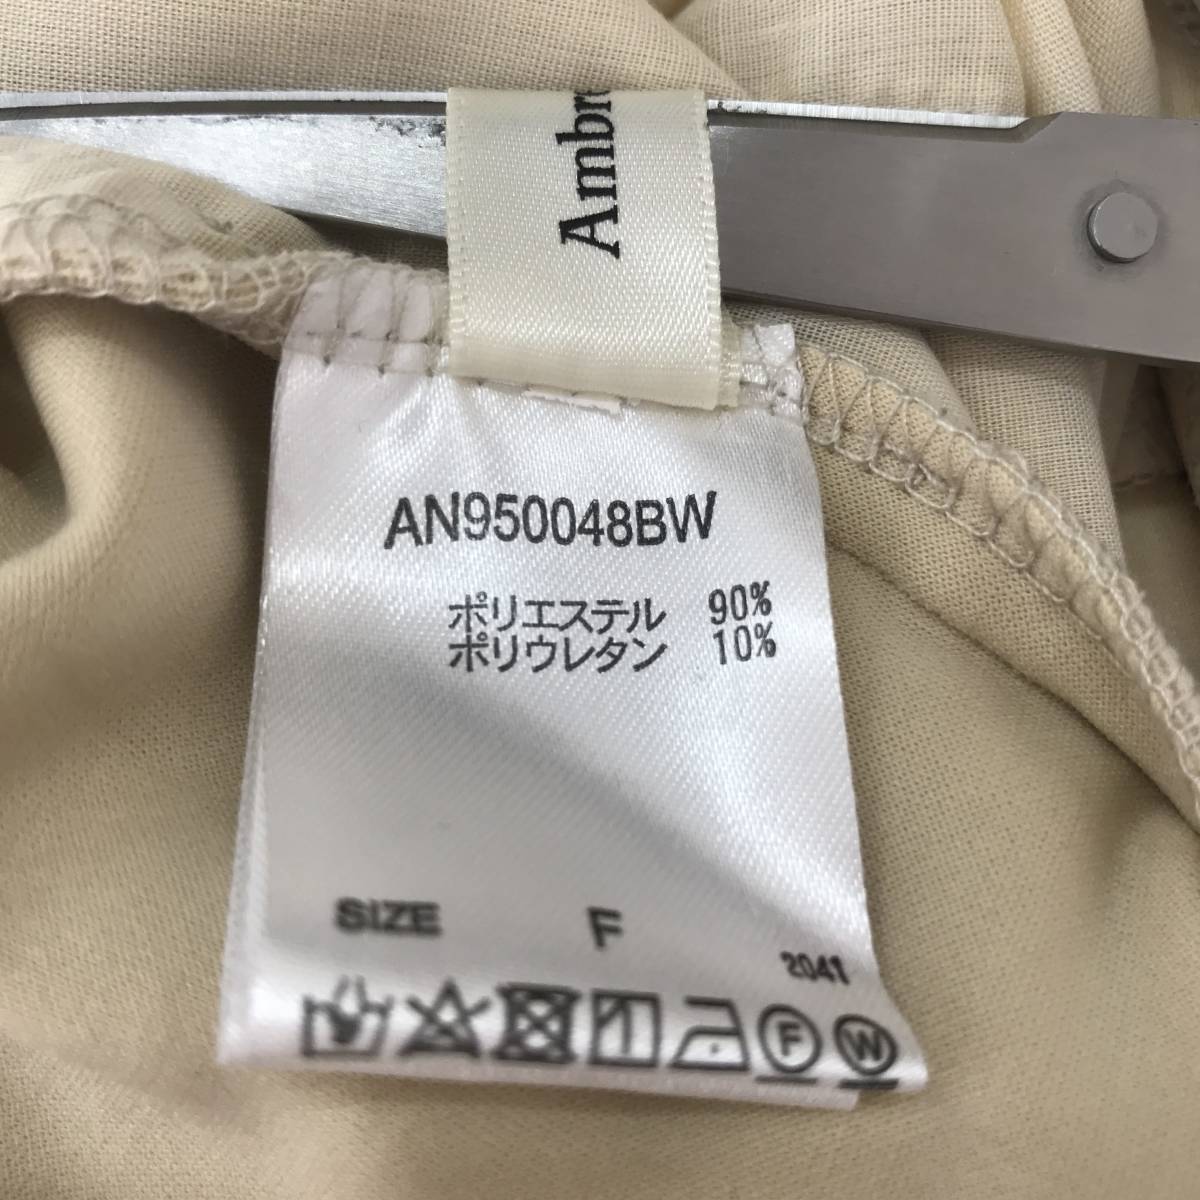 Ambr
AN950048BW
ポリエステル 90%
ポリウレタン 10%
SIZE F
2041
F W